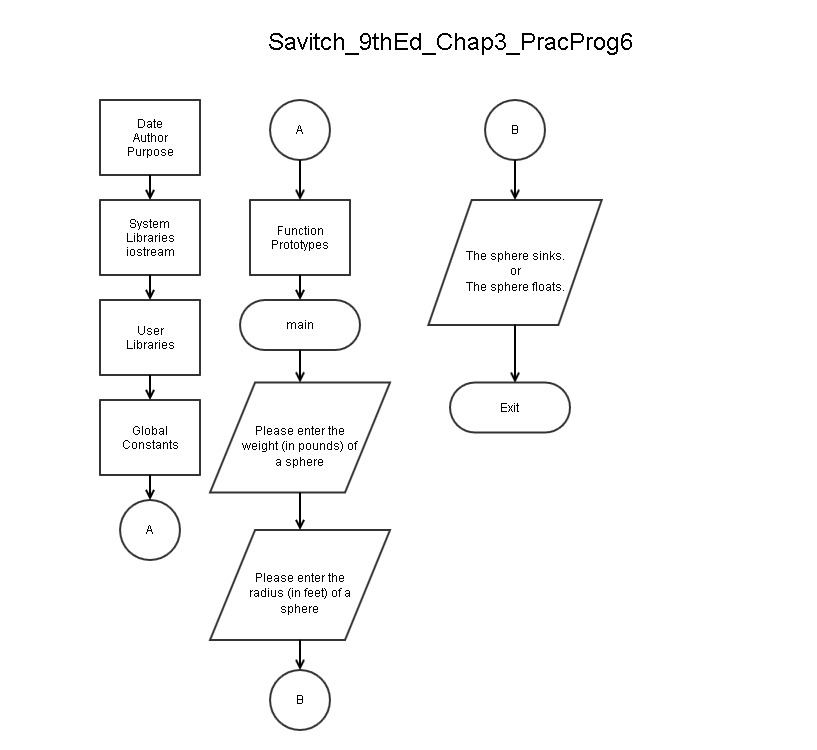 Savitch_9thEd_Chap3_PracProg6
Date
Author
Purpose
System
Libraries
iostream
User
Libraries
Global
Constants
A
A
Function
Prototypes
main
Please enter the
weight (in pounds) of
a sphere
Please enter the
radius (in feet) of a
sphere
B
B
The sphere sinks.
or
The sphere floats.
Exit